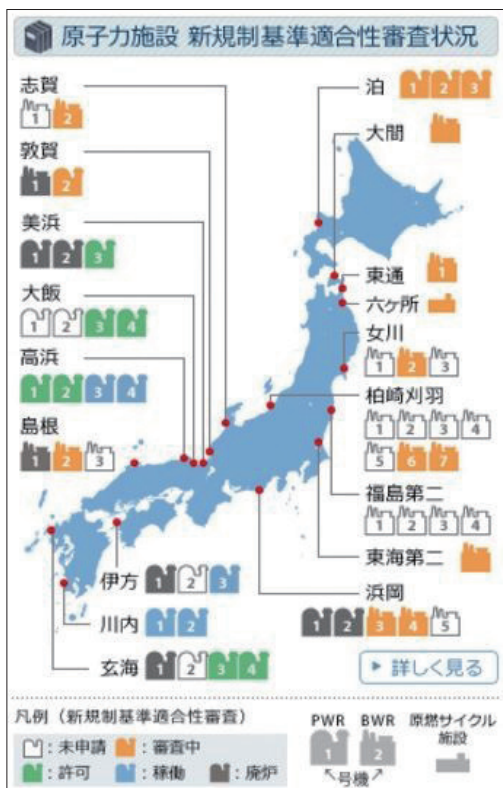 原子力施設 新規制基準適合性審査状況
志賀
1 2
敦賀
1 2
美浜
1 2 3
大飯
1 2 3 4
高浜
1 2 3 4
島根
1 2 3
泊
1 2 3
大間
東通
1
六ヶ所
女川
1 2 3
柏崎刈羽
1 2 3 4
5 6 7
福島第二
1 2 3 4
東海第二
浜岡
1 2 3 4 5
伊方
1 2 3
川内
1 2
玄海
1 2 3 4
詳しく見る
凡例（新規制基準適合性審査）
：未申請 ：審査中
：許可 ：稼働 ：廃炉
PWR BWR 原燃サイクル
施設
1 2
号機